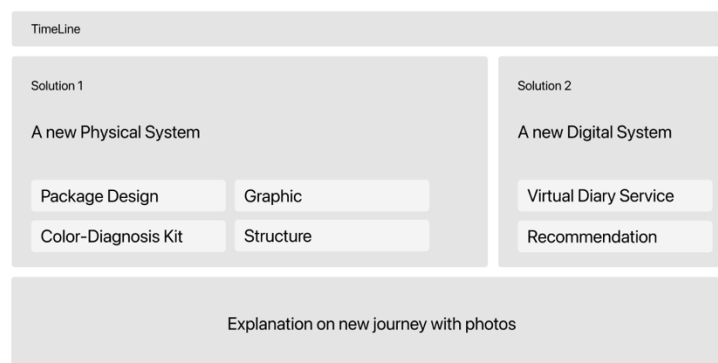 TimeLine
Solution 1
A new Physical System
Package Design
Graphic
Color-Diagnosis Kit
Structure
Solution 2
A new Digital System
Virtual Diary Service
Recommendation
Explanation on new journey with photos